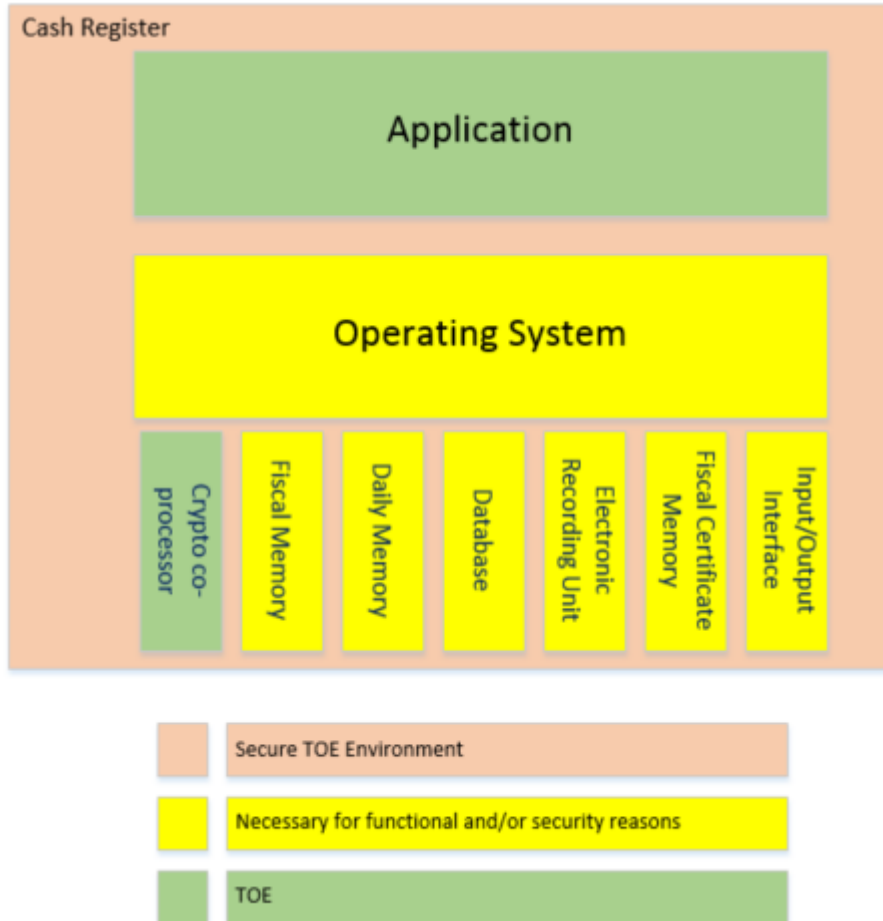 Cash Register
Application
Operating System
Crypto co-
processor
Fiscal Memory
Daily Memory
Database
Electronic
Recording Unit
Fiscal Certificate
Memory
Input/Output
Interface
Secure TOE Environment
Necessary for functional and/or security reasons
TOE